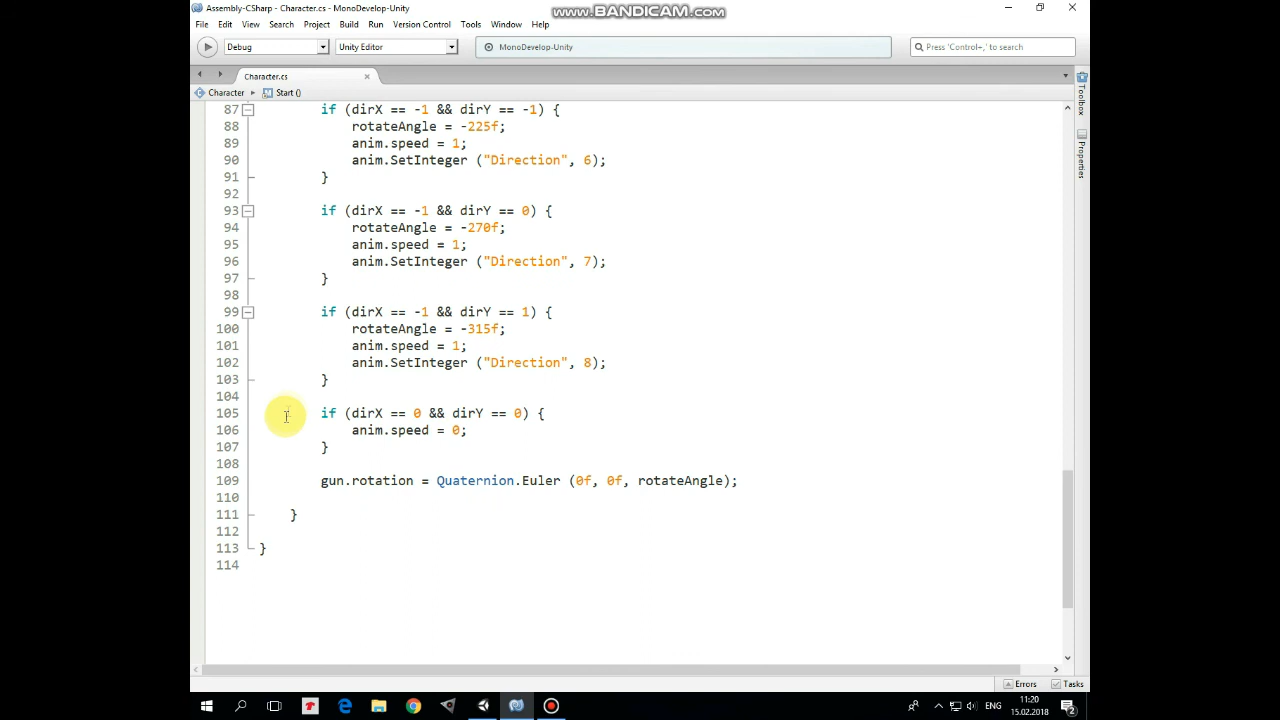 Assembly-CSharp - Character.cs - MonoDevelop-Unity
www.BANDICAM.com
File Edit View Search Project Build Run Version Control Tools Window Help
Debug Unity Editor MonoDevelop-Unity Press 'Control+,' to search
Character.cs
Character Start ()
87 if (dirX == -1 && dirY == -1) {
88 rotateAngle = -225f;
89 anim.speed = 1;
90 anim.SetInteger ("Direction", 6);
91 }
92
93 if (dirX == -1 && dirY == 0) {
94 rotateAngle = -270f;
95 anim.speed = 1;
96 anim.SetInteger ("Direction", 7);
97 }
98
99 if (dirX == -1 && dirY == 1) {
100 rotateAngle = -315f;
101 anim.speed = 1;
102 anim.SetInteger ("Direction", 8);
103 }
104
105 if (dirX == 0 && dirY == 0) {
106 anim.speed = 0;
107 }
108
109 gun.rotation = Quaternion.Euler (0f, 0f, rotateAngle);
110
111 }
112
113 }
114
Toolbox
Properties
Errors Tasks
ENG
11:20
15.02.2018
2